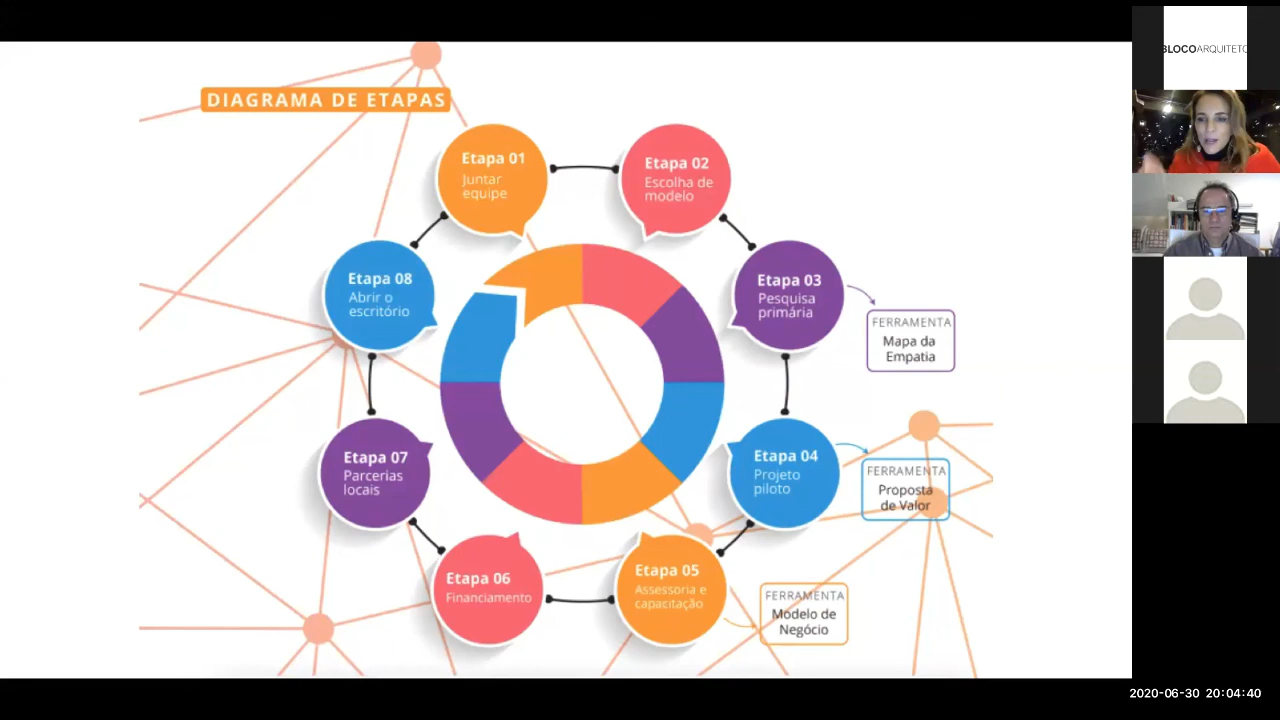 DIAGRAMA DE ETAPAS
Etapa 01
Juntar
equipe
Etapa 02
Escolha de
modelo
Etapa 03
Pesquisa
primária
FERRAMENTA
Mapa da
Empatia
Etapa 04
Projeto
piloto
FERRAMENTA
Proposta
de Valor
Etapa 05
Assessoria e
capacitação
FERRAMENTA
Modelo de
Negócio
Etapa 06
Financiamento
Etapa 07
Parcerias
locais
Etapa 08
Abrir o
escritório
BLOCOARQUITETO
2020-06-30 20:04:40